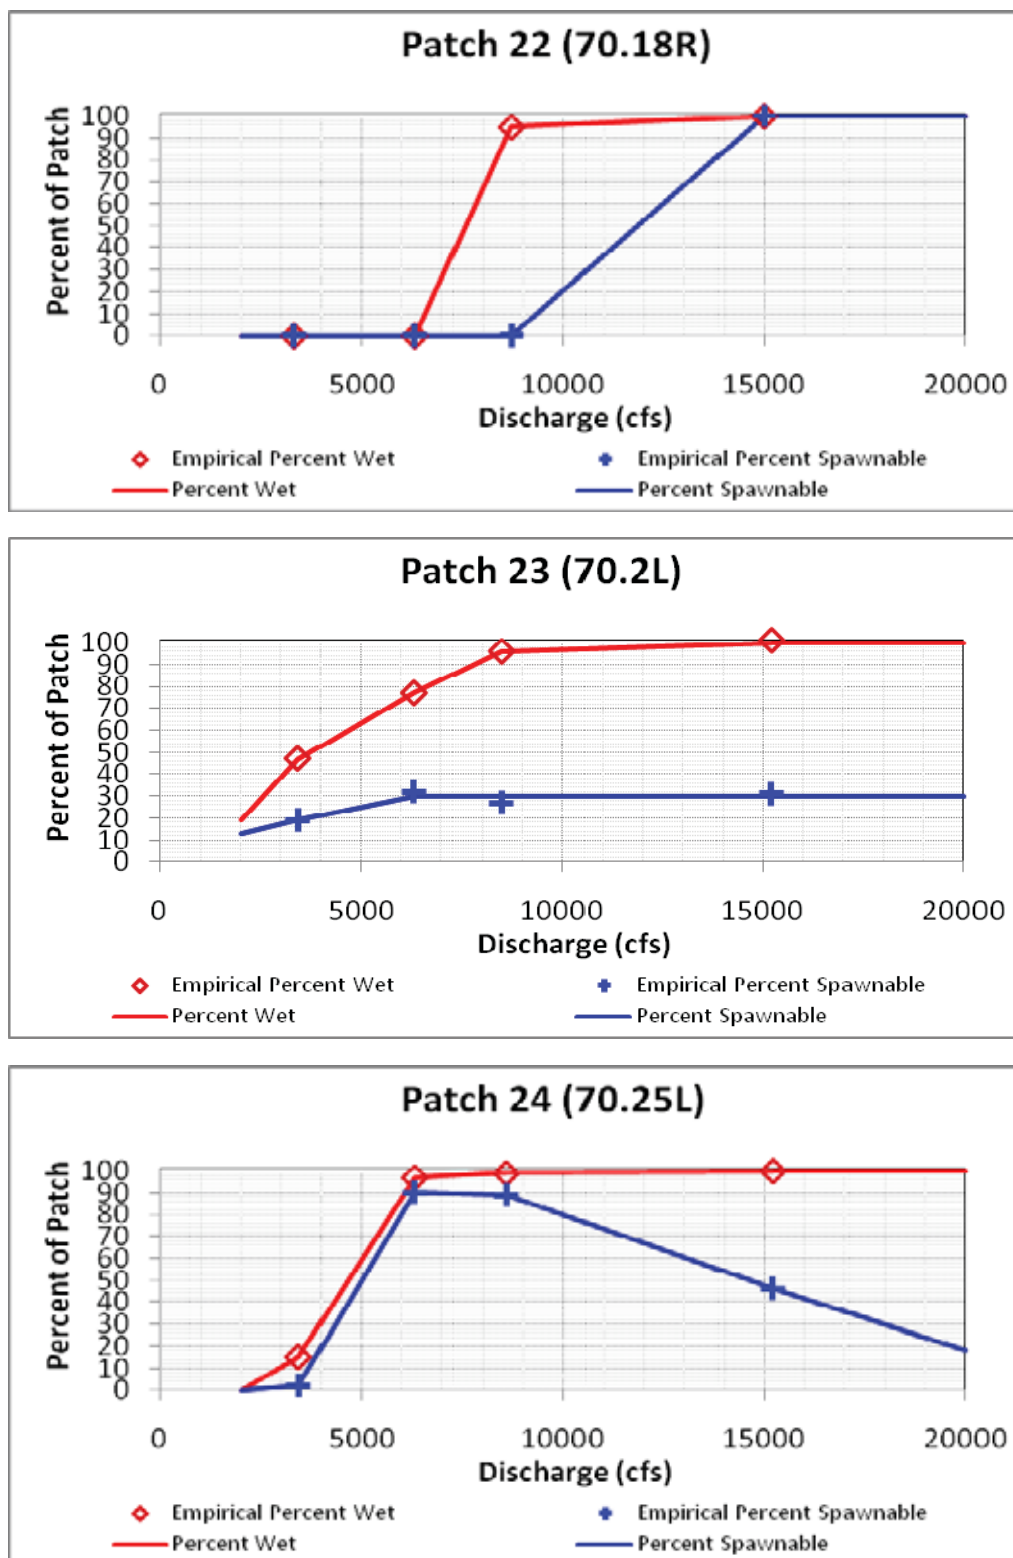 Patch 22 (70.18R)
Percent of Patch
100
90
80
70
60
50
40
30
20
10
0
0 5000 10000 15000 20000
Discharge (cfs)
Empirical Percent Wet Empirical Percent Spawnable
Percent Wet Percent Spawnable
Patch 23 (70.2L)
Percent of Patch
100
90
80
70
60
50
40
30
20
10
0
0 5000 10000 15000 20000
Discharge (cfs)
Empirical Percent Wet Empirical Percent Spawnable
Percent Wet Percent Spawnable
Patch 24 (70.25L)
Percent of Patch
100
90
80
70
60
50
40
30
20
10
0
0 5000 10000 15000 20000
Discharge (cfs)
Empirical Percent Wet Empirical Percent Spawnable
Percent Wet Percent Spawnable